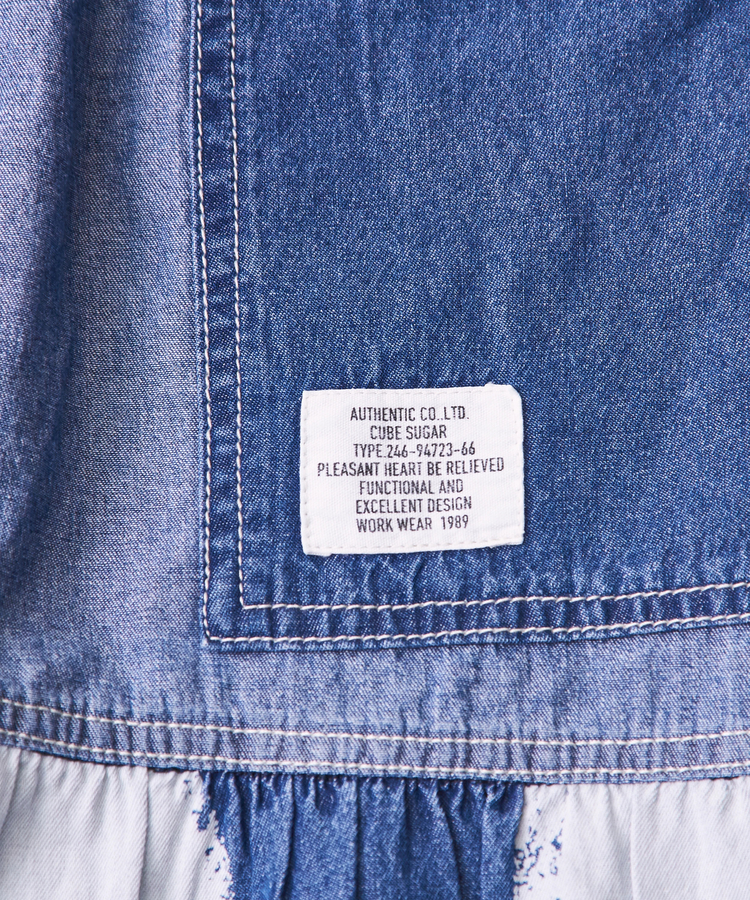 AUTHENTIC CO.,LTD.
CUBE SUGAR
TYPE.246-94723-66
PLEASANT HEART BE RELIEVED
FUNCTIONAL AND
EXCELLENT DESIGN
WORK WEAR 1989